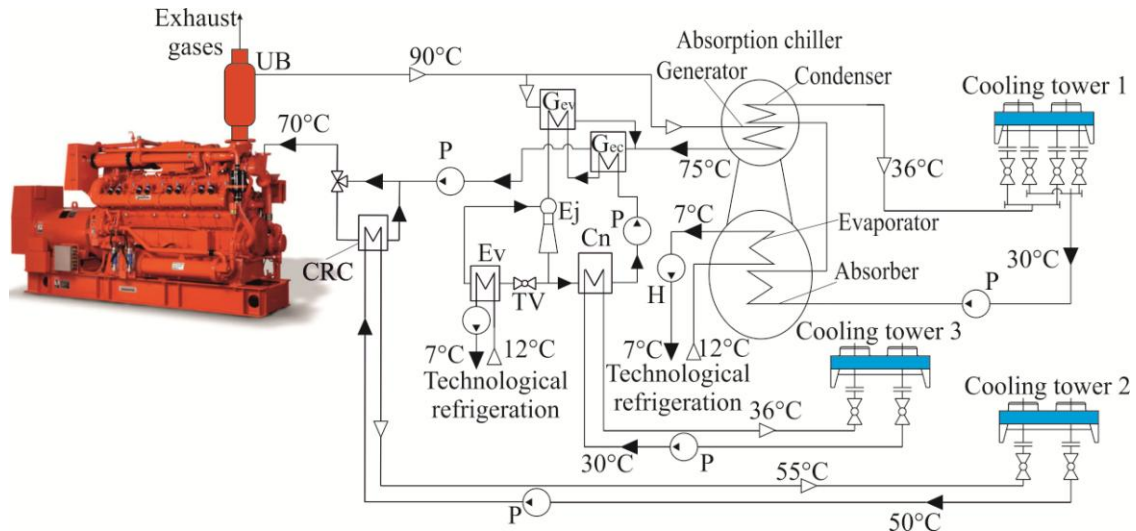 Exhaust
gases
UB
90°C
70°C
P
CRC
Gev
Gec
Ej
P
Ev
TV
Cn
7°C
12°C
Technological
refrigeration
Absorption chiller
Generator
Condenser
75°C
7°C
Evaporator
Absorber
H
7°C
12°C
Technological
refrigeration
36°C
Cooling tower 1
30°C
P
Cooling tower 3
36°C
30°C
P
Cooling tower 2
55°C
P
50°C